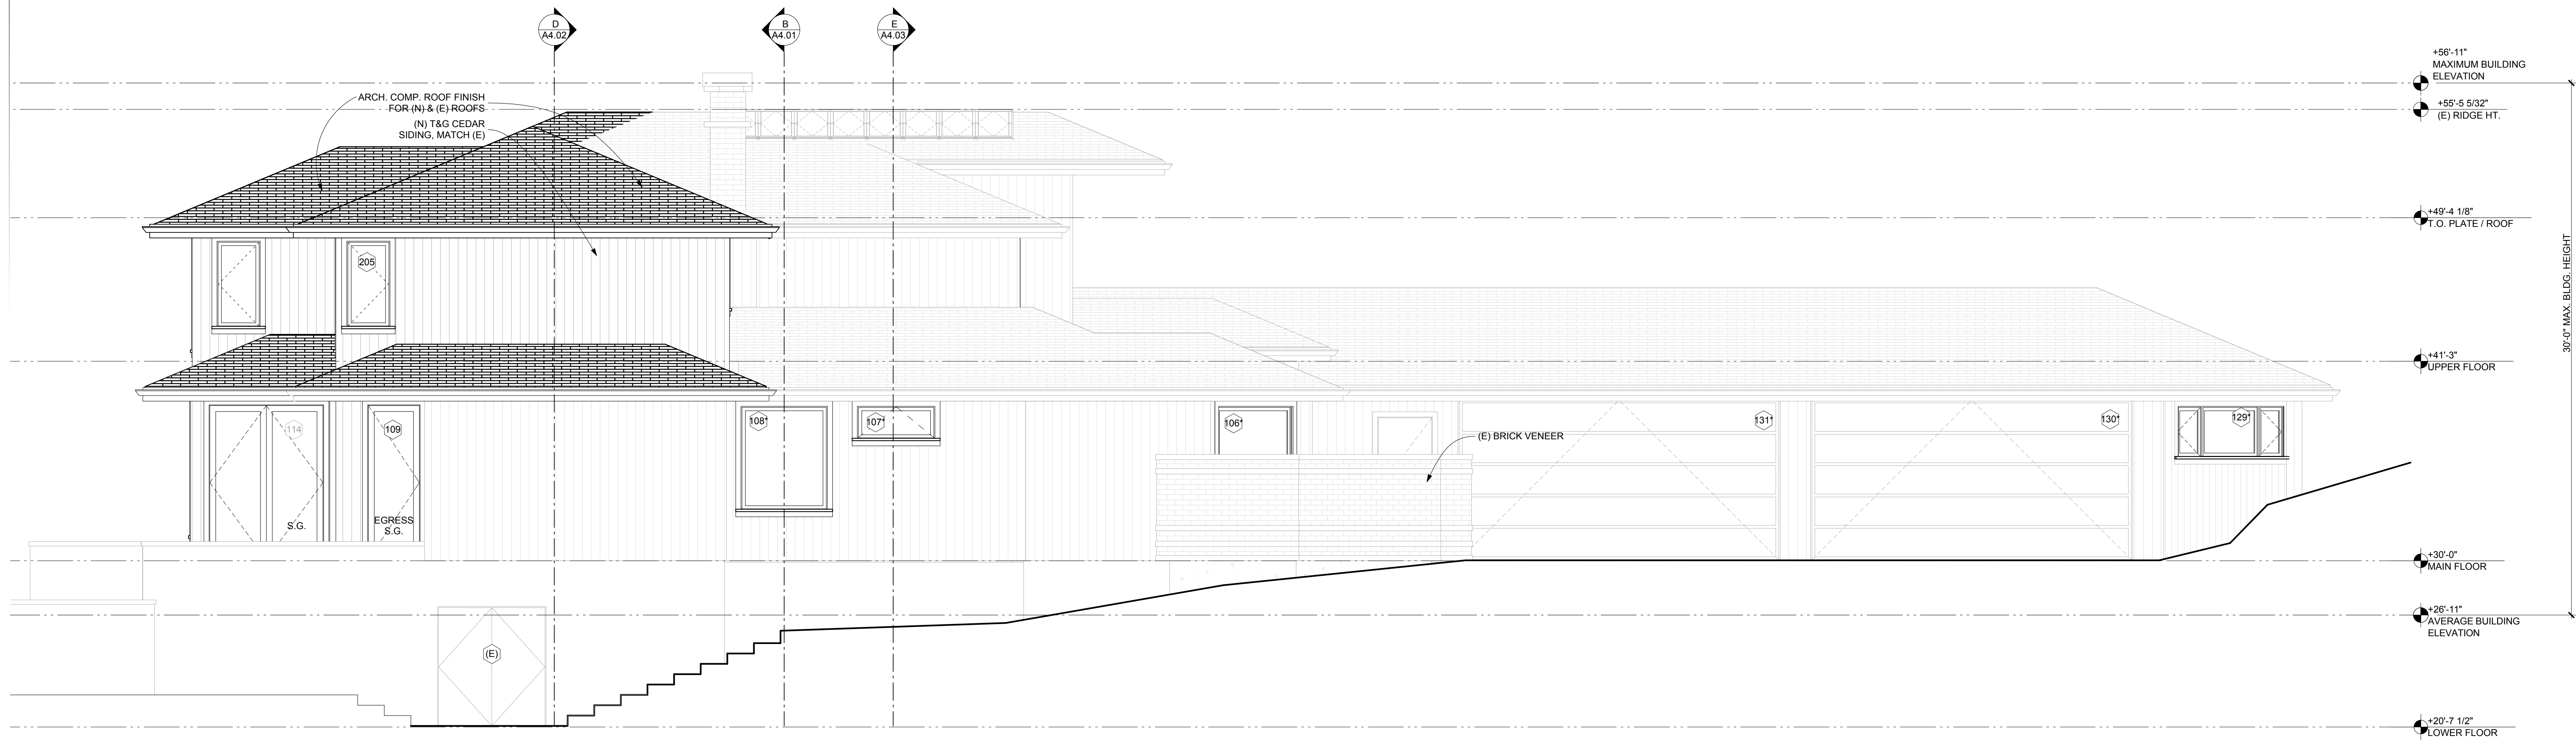 D
A4.02
B
A4.01
E
A4.03
+56'-11"
MAXIMUM BUILDING
ELEVATION
ARCH. COMP. ROOF FINISH
FOR (N) & (E) ROOFS
(N) T&G CEDAR
SIDING, MATCH (E)
+55'-5 5/32"
(E) RIDGE HT.
+49'-4 1/8"
T.O. PLATE / ROOF
30'-0" MAX. BLDG. HEIGHT
205
+41'-3"
UPPER FLOOR
114
109
108*
107*
106*
131*
130*
129*
(E) BRICK VENEER
S.G.
EGRESS
S.G.
+30'-0"
MAIN FLOOR
+26'-11"
AVERAGE BUILDING
ELEVATION
(E)
+20'-7 1/2"
LOWER FLOOR